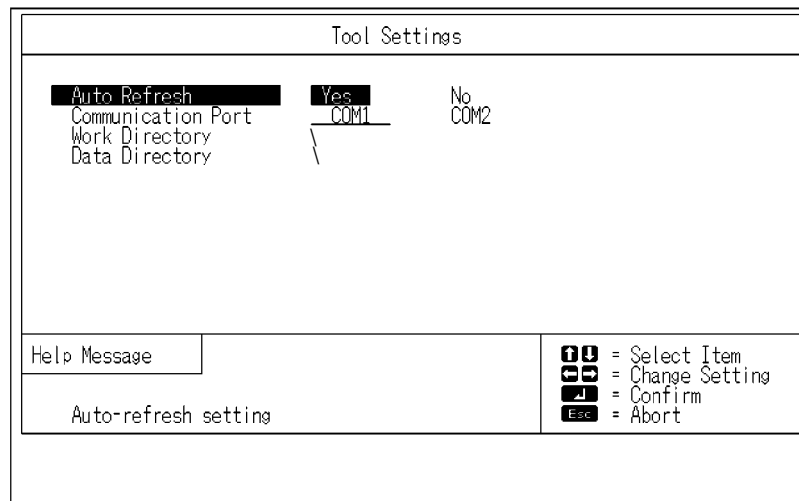 Tool Settings
Auto Refresh Yes No
Communication Port COM1 COM2
Work Directory \
Data Directory \
Help Message
Auto-refresh setting
↑ ↓ = Select Item
← → = Change Setting
↵ = Confirm
Esc = Abort